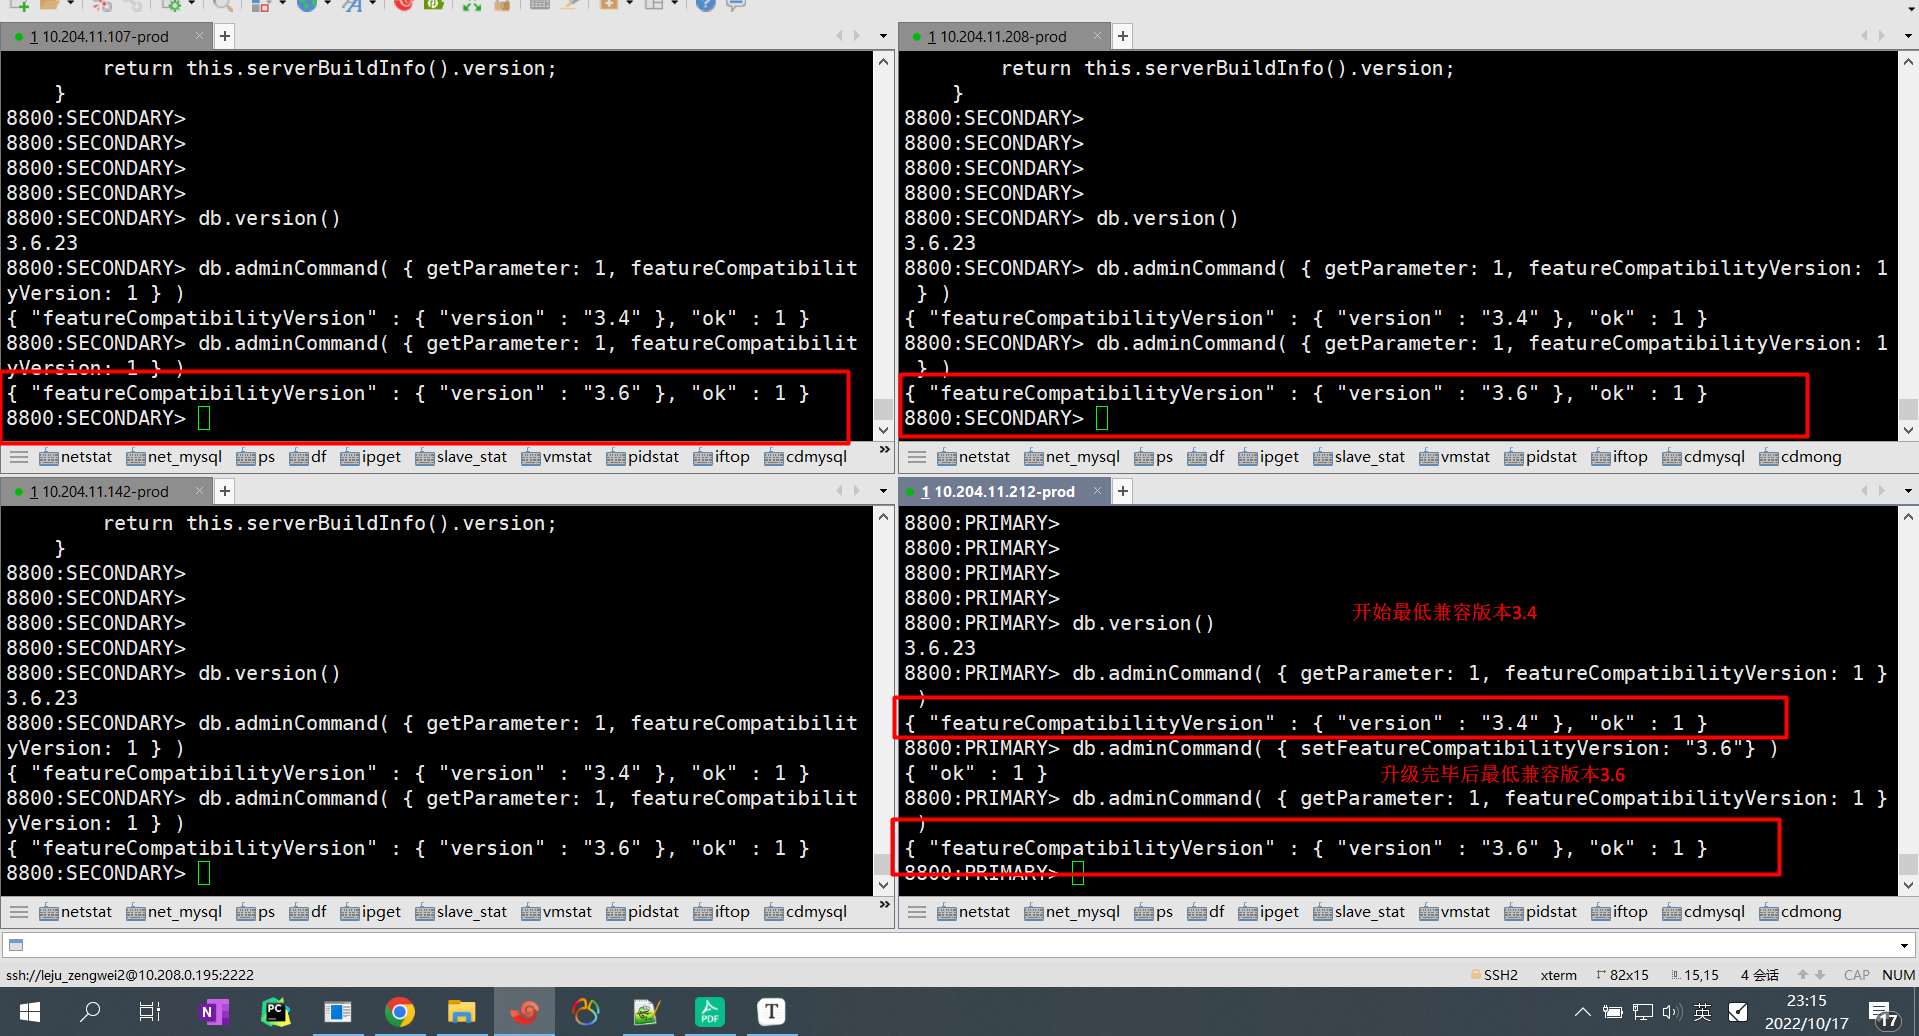 1 10.204.11.107-prod
return this.serverBuildInfo().version;
}
8800:SECONDARY>
8800:SECONDARY>
8800:SECONDARY>
8800:SECONDARY>
8800:SECONDARY> db.version()
3.6.23
8800:SECONDARY> db.adminCommand( { getParameter: 1, featureCompatibilit
yVersion: 1 } )
{ "featureCompatibilityVersion" : { "version" : "3.4" }, "ok" : 1 }
8800:SECONDARY> db.adminCommand( { getParameter: 1, featureCompatibilit
yVersion: 1 } )
{ "featureCompatibilityVersion" : { "version" : "3.6" }, "ok" : 1 }
8800:SECONDARY>
netstat net_mysql ps df ipget slave_stat vmstat pidstat iftop cdmysql
1 10.204.11.208-prod
return this.serverBuildInfo().version;
}
8800:SECONDARY>
8800:SECONDARY>
8800:SECONDARY>
8800:SECONDARY>
8800:SECONDARY> db.version()
3.6.23
8800:SECONDARY> db.adminCommand( { getParameter: 1, featureCompatibilityVersion: 1
} )
{ "featureCompatibilityVersion" : { "version" : "3.4" }, "ok" : 1 }
8800:SECONDARY> db.adminCommand( { getParameter: 1, featureCompatibilityVersion: 1
} )
{ "featureCompatibilityVersion" : { "version" : "3.6" }, "ok" : 1 }
8800:SECONDARY>
netstat net_mysql ps df ipget slave_stat vmstat pidstat iftop cdmysql cdmong
1 10.204.11.142-prod
return this.serverBuildInfo().version;
}
8800:SECONDARY>
8800:SECONDARY>
8800:SECONDARY>
8800:SECONDARY>
8800:SECONDARY> db.version()
3.6.23
8800:SECONDARY> db.adminCommand( { getParameter: 1, featureCompatibilit
yVersion: 1 } )
{ "featureCompatibilityVersion" : { "version" : "3.4" }, "ok" : 1 }
8800:SECONDARY> db.adminCommand( { getParameter: 1, featureCompatibilit
yVersion: 1 } )
{ "featureCompatibilityVersion" : { "version" : "3.6" }, "ok" : 1 }
8800:SECONDARY>
netstat net_mysql ps df ipget slave_stat vmstat pidstat iftop cdmysql
1 10.204.11.212-prod
8800:PRIMARY>
8800:PRIMARY>
8800:PRIMARY>
8800:PRIMARY>
开始最低兼容版本3.4
8800:PRIMARY> db.version()
3.6.23
8800:PRIMARY> db.adminCommand( { getParameter: 1, featureCompatibilityVersion: 1 }
)
{ "featureCompatibilityVersion" : { "version" : "3.4" }, "ok" : 1 }
8800:PRIMARY> db.adminCommand( { setFeatureCompatibilityVersion: "3.6"} )
{ "ok" : 1 }
升级完毕后最低兼容版本3.6
8800:PRIMARY> db.adminCommand( { getParameter: 1, featureCompatibilityVersion: 1 }
)
{ "featureCompatibilityVersion" : { "version" : "3.6" }, "ok" : 1 }
8800:PRIMARY>
netstat net_mysql ps df ipget slave_stat vmstat pidstat iftop cdmysql cdmong
ssh://leju_zengwei2@10.208.0.195:2222
SSH2 xterm 82x15 15,15 4 会话 CAP NUM
N PC PDF T
英
23:15
2022/10/17
17